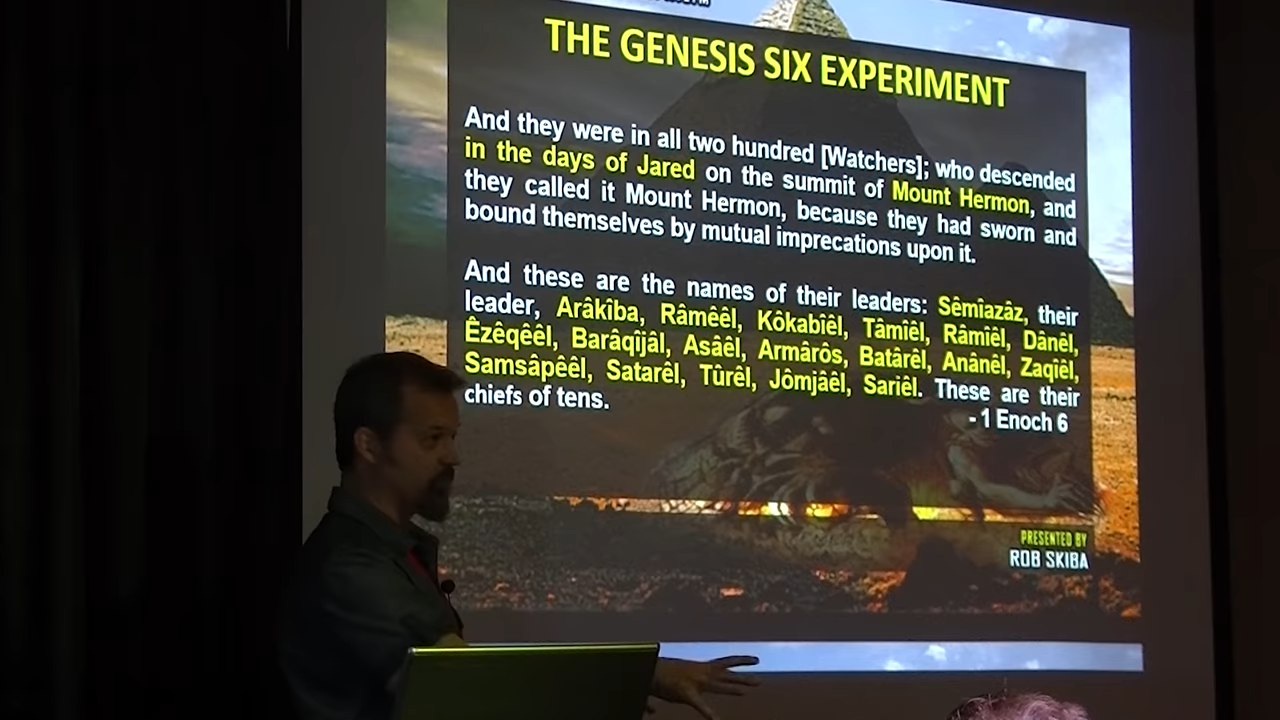 THE GENESIS SIX EXPERIMENT
And they were in all two hundred [Watchers]; who descended
in the days of Jared on the summit of Mount Hermon, and
they called it Mount Hermon, because they had sworn and
bound themselves by mutual imprecations upon it.
And these are the names of their leaders: Sêmîazâz, their
leader, Arâkîba, Râmêêl, Kôkabîêl, Tâmîêl, Râmîêl, Dânêl,
Êzêqêêl, Barâqîjâl, Asâêl, Armârôs, Batârêl, Anânêl, Zaqîêl,
Samsâpêêl, Satarêl, Tûrêl, Jômjâêl, Sariêl. These are their
chiefs of tens.
- 1 Enoch 6
PRESENTED BY
ROB SKIBA